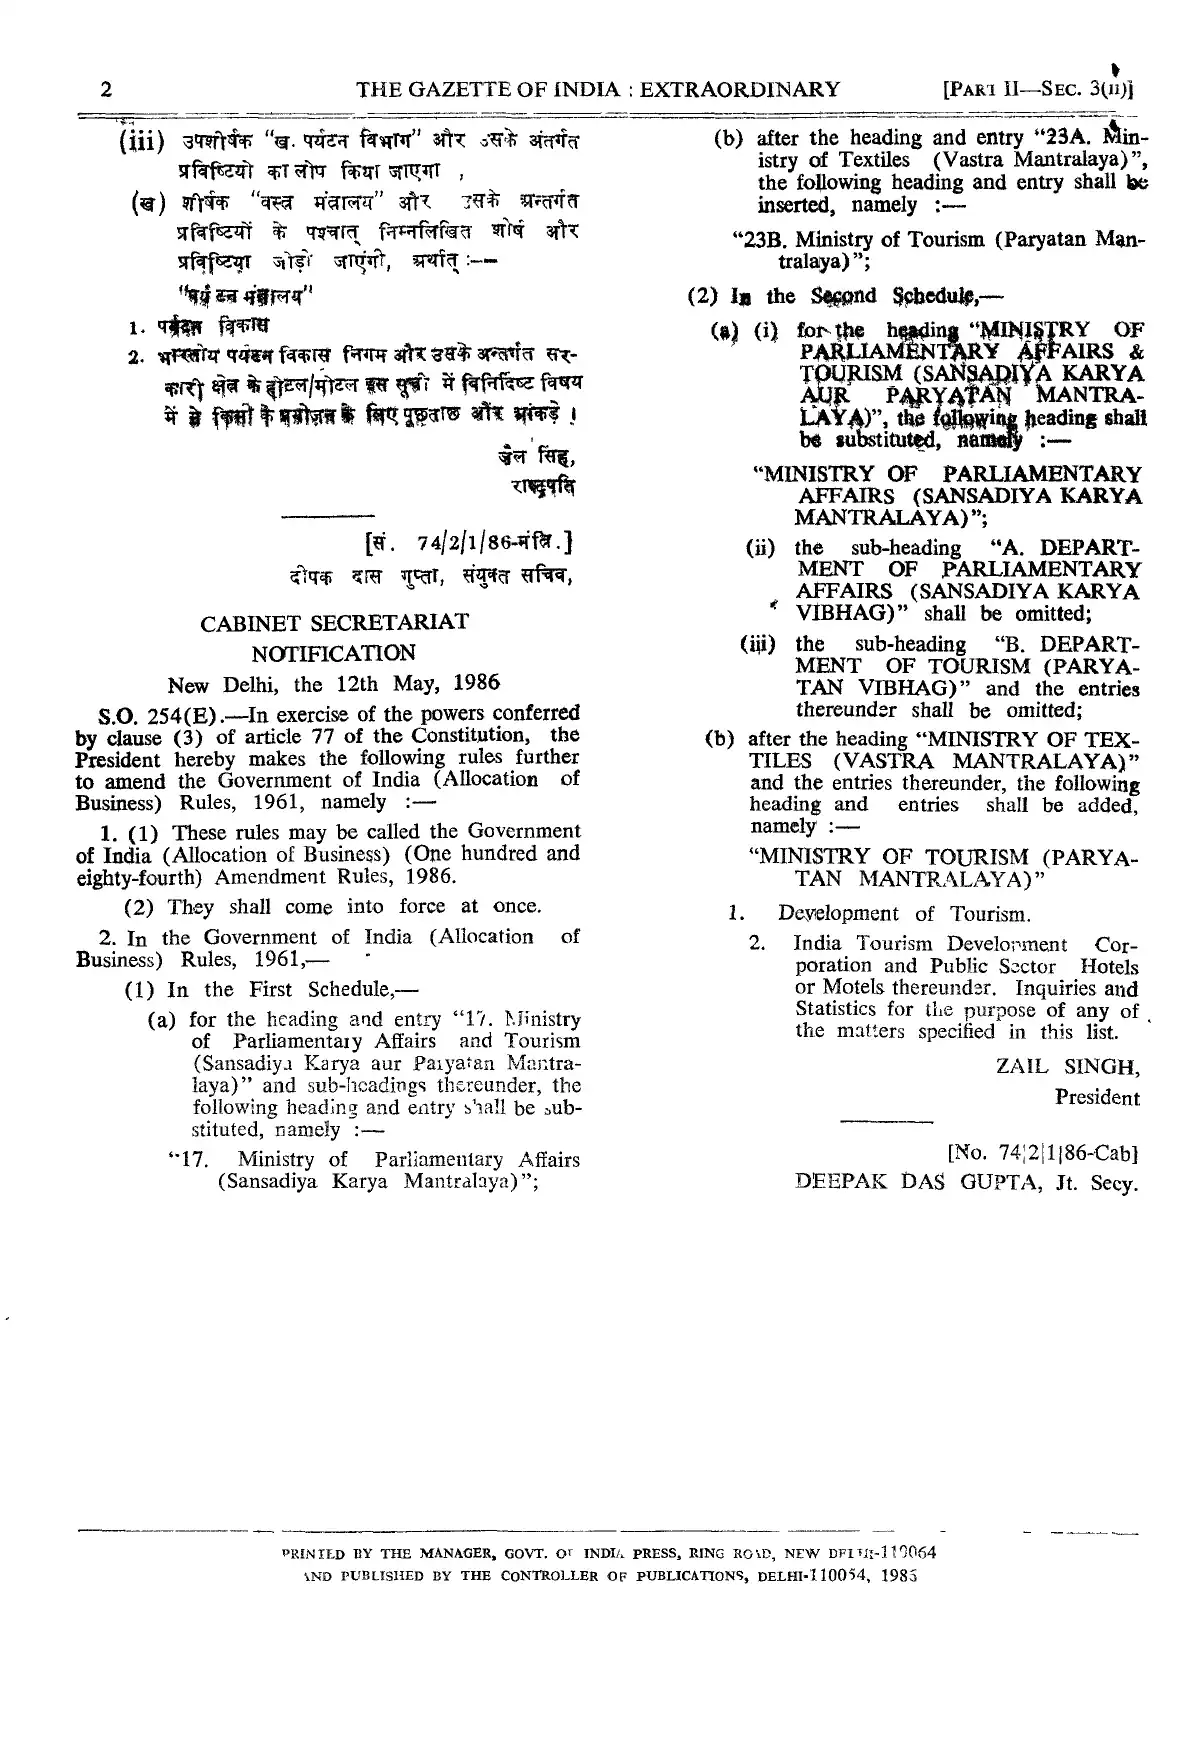 2
THE GAZETTE OF INDIA : EXTRAORDINARY
[PART II—SEC. 3(ii)]
(iii) उपशीर्षक "ख. पर्यटन विभाग" और उसके अंतर्गत
प्रविष्टियों का लोप किया जाएगा ,
(ख) शीर्षक "वस्त्र मंत्रालय" और उसके अन्तर्गत
प्रविष्टियों के पश्चात् निम्नलिखित शीर्ष और
प्रविष्टियां जोड़ी जाएंगी, अर्थात् :--
"पर्यटन मंत्रालय"
1. पर्यटन विकास
2. भारतीय पर्यटन विकास निगम और उसके अन्तर्गत सर-
कारी क्षेत्र के होटल/मोटल इस सूची में विनिर्दिष्ट विषय
में से किसी के प्रयोजन के लिए पूछताछ और आंकड़े ।
जैल सिंह,
राष्ट्रपति
[सं. 74/2/1/86-मंत्रि.]
दीपक दास गुप्ता, संयुक्त सचिव,
CABINET SECRETARIAT
NOTIFICATION
New Delhi, the 12th May, 1986
S.O. 254(E).—In exercise of the powers conferred
by clause (3) of article 77 of the Constitution, the
President hereby makes the following rules further
to amend the Government of India (Allocation of
Business) Rules, 1961, namely :—
1. (1) These rules may be called the Government
of India (Allocation of Business) (One hundred and
eighty-fourth) Amendment Rules, 1986.
(2) They shall come into force at once.
2. In the Government of India (Allocation of
Business) Rules, 1961,—
(1) In the First Schedule,—
(a) for the heading and entry "17. Ministry
of Parliamentary Affairs and Tourism
(Sansadiya Karya aur Paryatan Mantra-
laya)" and sub-headings thereunder, the
following heading and entry shall be sub-
stituted, namely :—
"17. Ministry of Parliamentary Affairs
(Sansadiya Karya Mantralaya)";
(b) after the heading and entry "23A. Min-
istry of Textiles (Vastra Mantralaya)",
the following heading and entry shall be
inserted, namely :—
"23B. Ministry of Tourism (Paryatan Man-
tralaya)";
(2) In the Second Schedule,—
(a) (i) for the heading "MINISTRY OF
PARLIAMENTARY AFFAIRS &
TOURISM (SANSADIYA KARYA
AUR PARYATAN MANTRA-
LAYA)", the following heading shall
be substituted, namely :—
"MINISTRY OF PARLIAMENTARY
AFFAIRS (SANSADIYA KARYA
MANTRALAYA)";
(ii) the sub-heading "A. DEPART-
MENT OF PARLIAMENTARY
AFFAIRS (SANSADIYA KARYA
VIBHAG)" shall be omitted;
(iii) the sub-heading "B. DEPART-
MENT OF TOURISM (PARYA-
TAN VIBHAG)" and the entries
thereunder shall be omitted;
(b) after the heading "MINISTRY OF TEX-
TILES (VASTRA MANTRALAYA)"
and the entries thereunder, the following
heading and entries shall be added,
namely :—
"MINISTRY OF TOURISM (PARYA-
TAN MANTRALAYA)"
1. Development of Tourism.
2. India Tourism Development Cor-
poration and Public Sector Hotels
or Motels thereunder. Inquiries and
Statistics for the purpose of any of
the matters specified in this list.
ZAIL SINGH,
President
[No. 74|2|1|86-Cab]
DEEPAK DAS GUPTA, Jt. Secy.
PRINTED BY THE MANAGER, GOVT. OF INDIA PRESS, RING ROAD, NEW DELHI-110064
AND PUBLISHED BY THE CONTROLLER OF PUBLICATIONS, DELHI-110054,